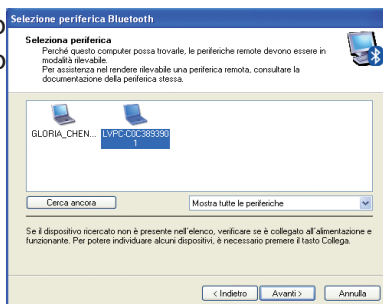 Selezione periferica Bluetooth
Seleziona periferica
Perché questo computer possa trovarle, le periferiche remote devono essere in
modalità rilevabile.
Per assistenza nel rendere rilevabile una periferica remota, consultare la
documentazione della periferica stessa.
GLORIA_CHEN... LVPC-C0C389390
1
Cerca ancora
Mostra tutte le periferiche
Se il dispositivo ricercato non è presente nell'elenco, verificare se è collegato all'alimentazione e
funzionante. Per potere individuare alcuni dispositivi, è necessario premere il tasto Collega.
< Indietro Avanti > Annulla